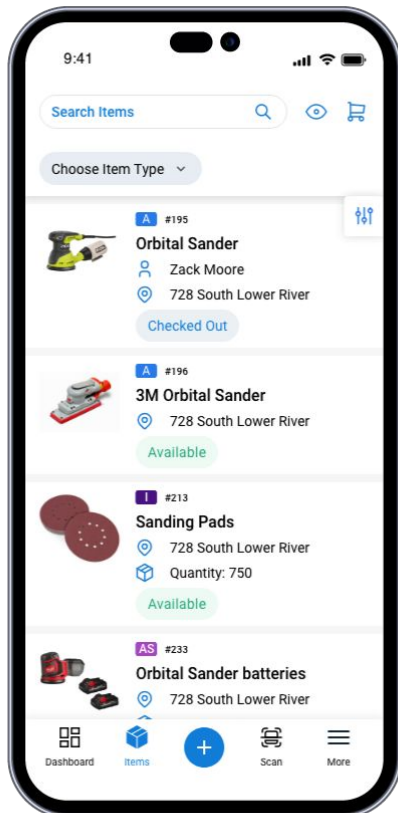 9:41
Search Items
Choose Item Type
A #195
Orbital Sander
Zack Moore
728 South Lower River
Checked Out
A #196
3M Orbital Sander
728 South Lower River
Available
I #213
Sanding Pads
728 South Lower River
Quantity: 750
Available
AS #233
Orbital Sander batteries
728 South Lower River
Dashboard
Items
Scan
More